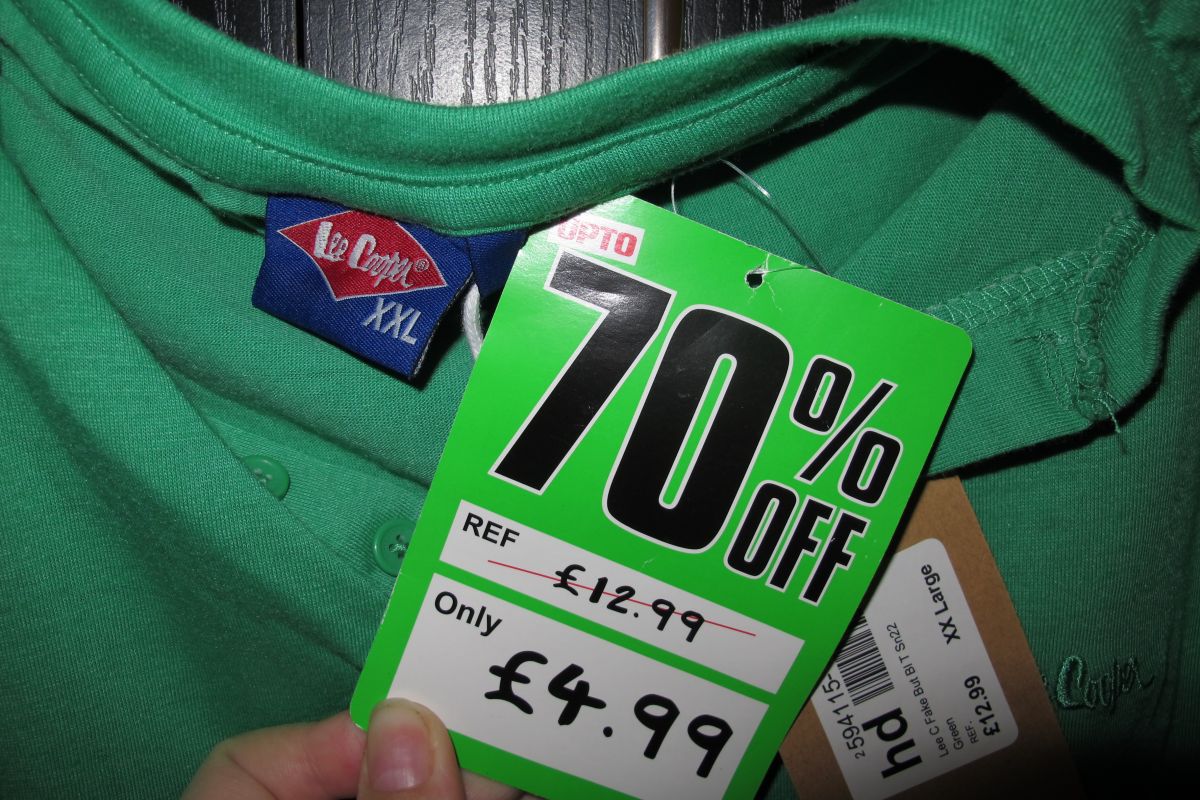 Lee Cooper®
XXL
UPTO
70%
OFF
REF
£12.99
Only
£4.99
2594115-
hd
Lee C Fake But Bl T Sn22
Green
REF.
£12.99
XX Large
Cooper